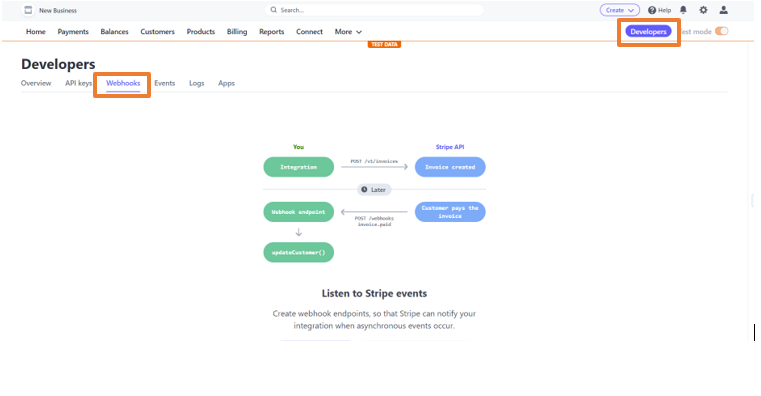 New Business
Search...
Create
Help
Home Payments Balances Customers Products Billing Reports Connect More
Developers
est mode
TEST DATA
Developers
Overview API keys Webhooks Events Logs Apps
You
Stripe API
Integration
POST /v1/invoices
Invoice created
Later
Webhook endpoint
POST /webhooks
invoice.paid
Customer pays the
invoice
updateCustomer()
Listen to Stripe events
Create webhook endpoints, so that Stripe can notify your
integration when asynchronous events occur.